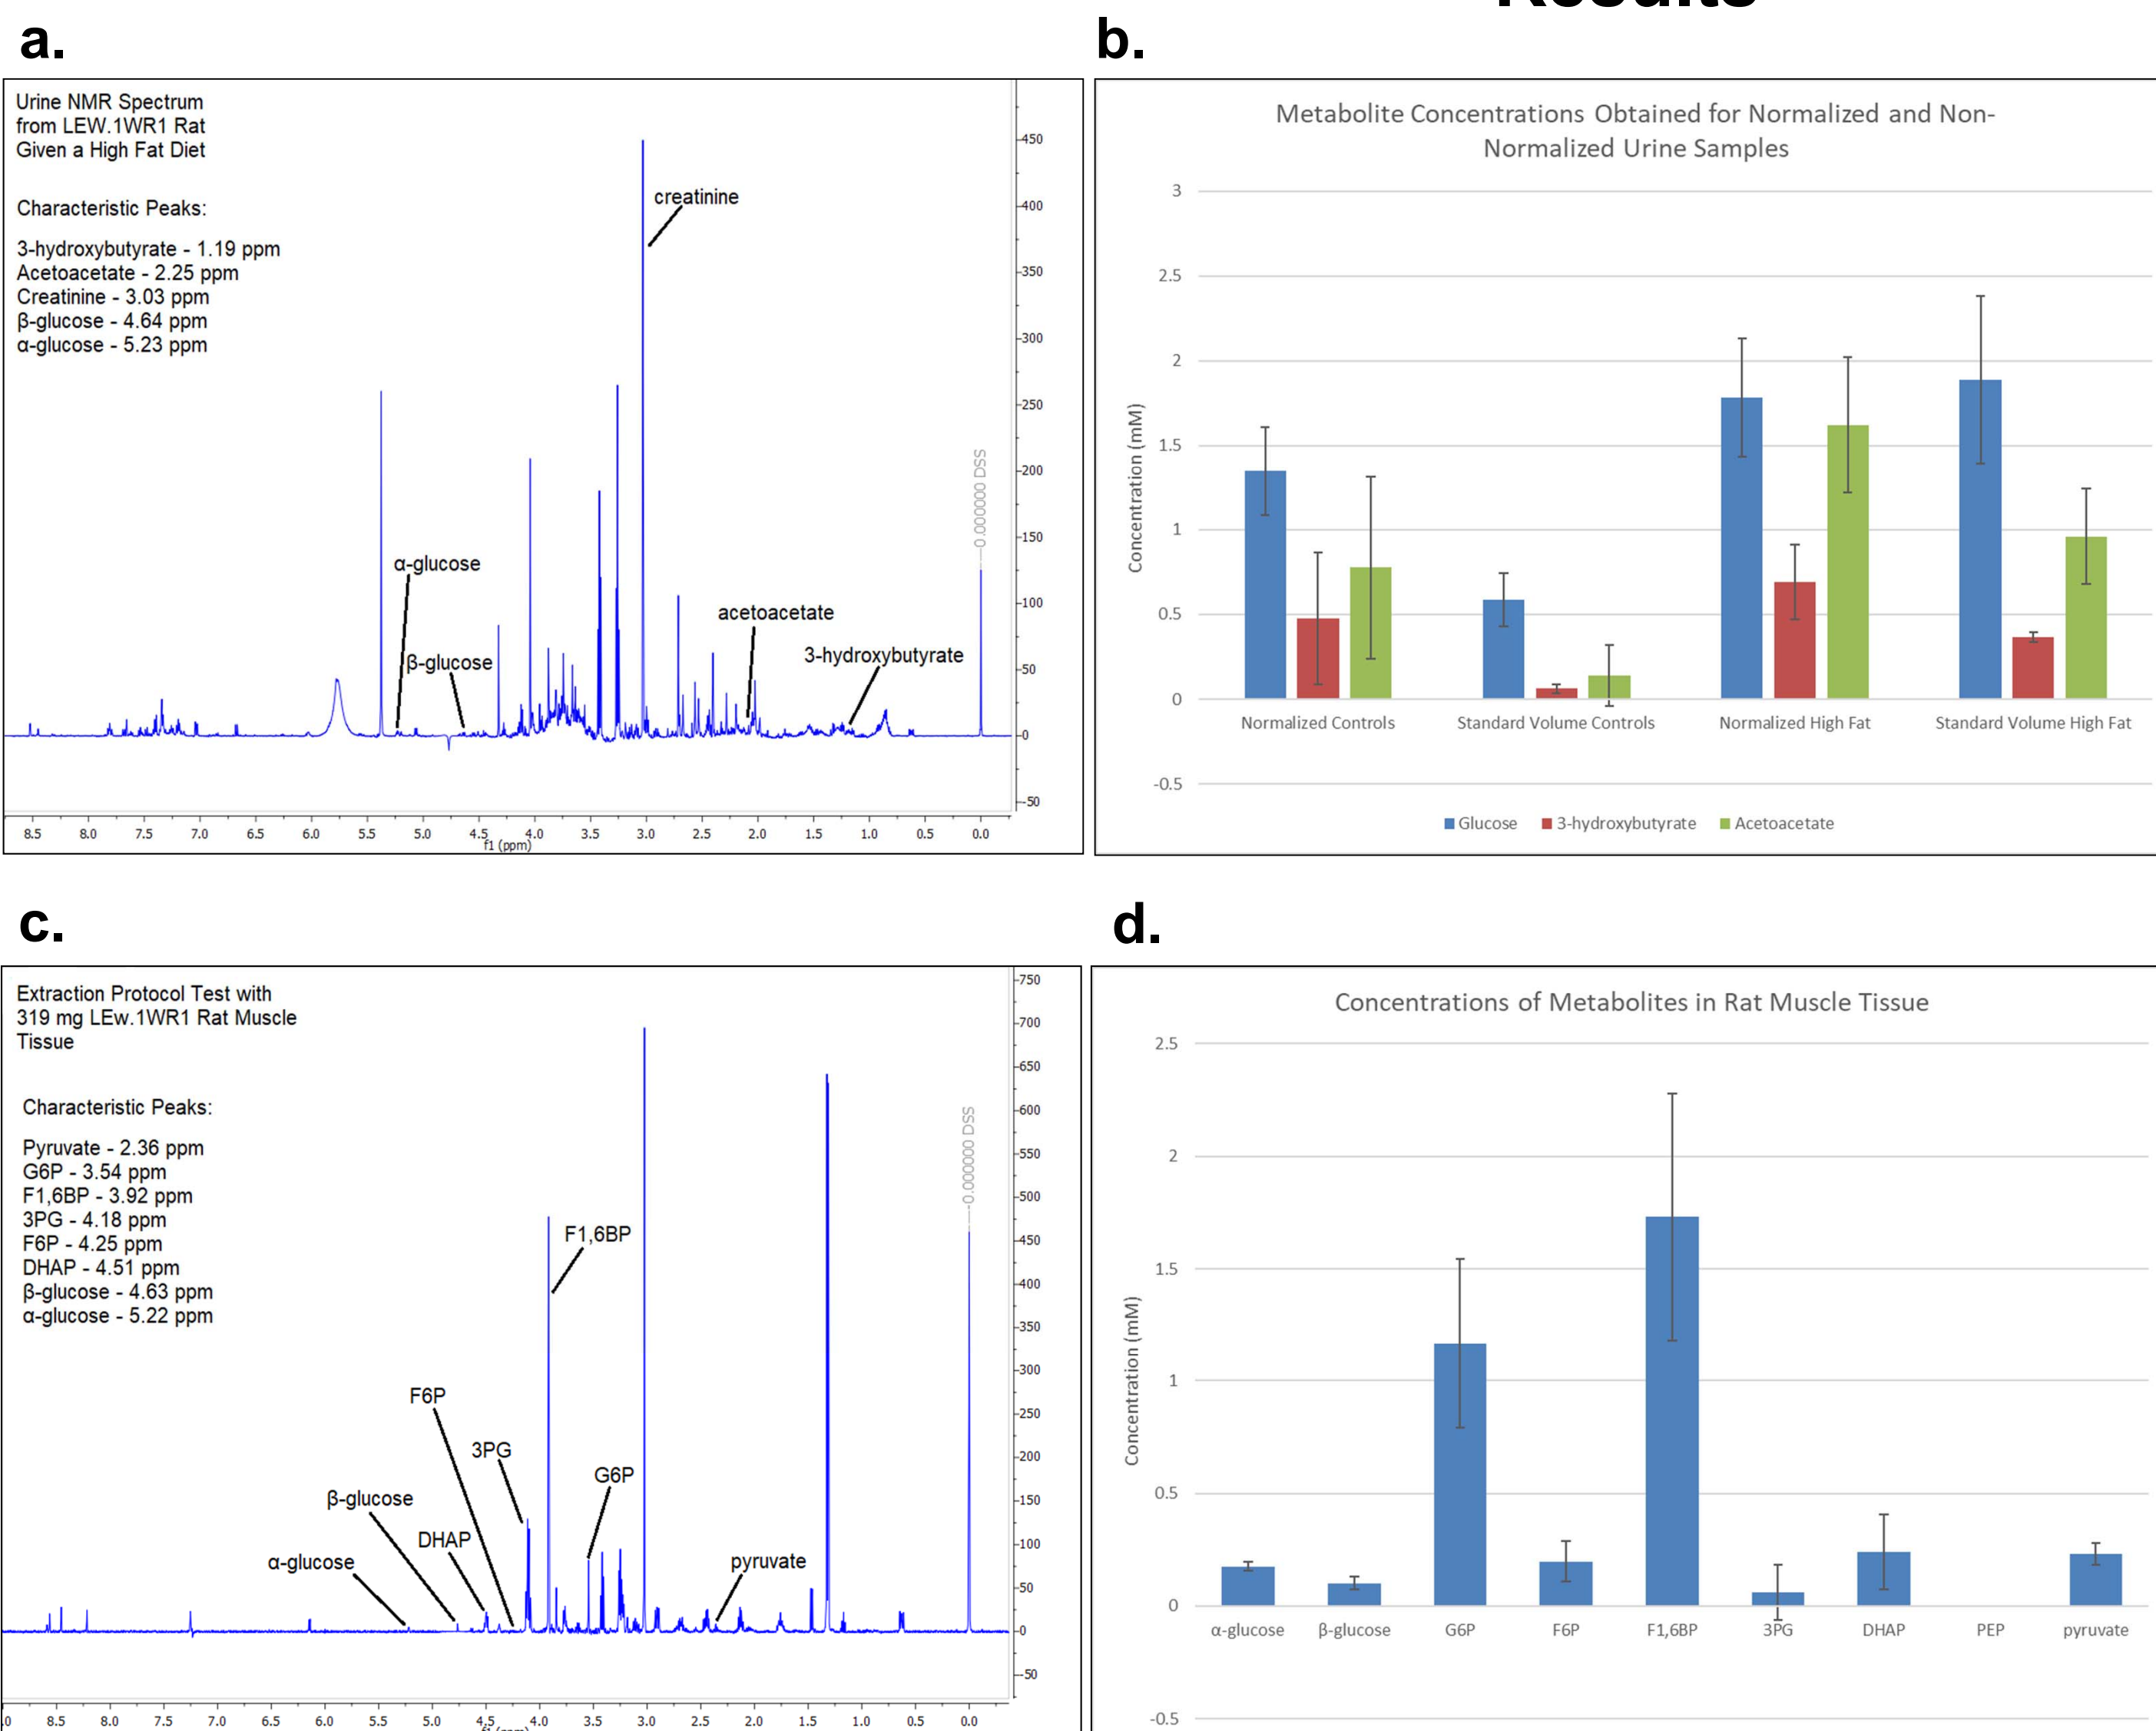 Results
a.
Urine NMR Spectrum
from LEW.1WR1 Rat
Given a High Fat Diet
Characteristic Peaks:
3-hydroxybutyrate - 1.19 ppm
Acetoacetate - 2.25 ppm
Creatinine - 3.03 ppm
β-glucose - 4.64 ppm
α-glucose - 5.23 ppm
creatinine
α-glucose
β-glucose
acetoacetate
3-hydroxybutyrate
0.000000 DSS
450
400
350
300
250
200
150
100
50
0
-50
8.5 8.0 7.5 7.0 6.5 6.0 5.5 5.0 4.5 4.0 3.5 3.0 2.5 2.0 1.5 1.0 0.5 0.0
f1 (ppm)
b.
Metabolite Concentrations Obtained for Normalized and Non-
Normalized Urine Samples
Concentration (mM)
3
2.5
2
1.5
1
0.5
0
-0.5
Normalized Controls Standard Volume Controls Normalized High Fat Standard Volume High Fat
Glucose 3-hydroxybutyrate Acetoacetate
c.
Extraction Protocol Test with
319 mg LEw.1WR1 Rat Muscle
Tissue
Characteristic Peaks:
Pyruvate - 2.36 ppm
G6P - 3.54 ppm
F1,6BP - 3.92 ppm
3PG - 4.18 ppm
F6P - 4.25 ppm
DHAP - 4.51 ppm
β-glucose - 4.63 ppm
α-glucose - 5.22 ppm
F1,6BP
F6P
3PG
G6P
β-glucose
DHAP
α-glucose
pyruvate
0.000000 DSS
750
700
650
600
550
500
450
400
350
300
250
200
150
100
50
0
-50
.0 8.5 8.0 7.5 7.0 6.5 6.0 5.5 5.0 4.5 4.0 3.5 3.0 2.5 2.0 1.5 1.0 0.5 0.0
d.
Concentrations of Metabolites in Rat Muscle Tissue
Concentration (mM)
2.5
2
1.5
1
0.5
0
-0.5
α-glucose β-glucose G6P F6P F1,6BP 3PG DHAP PEP pyruvate